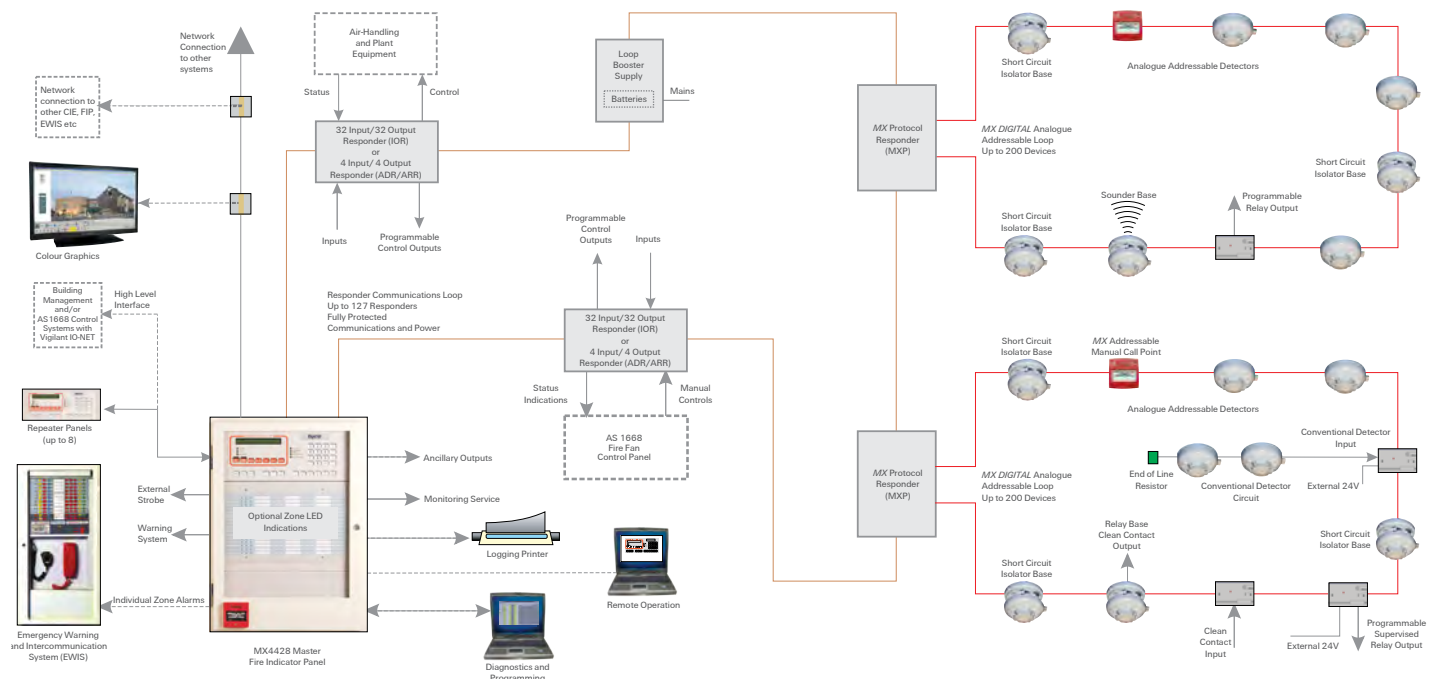 Network
Connection
to other
systems
Network
connection to
other CIE, FIP,
EWIS etc
Colour Graphics
Building
Management
and/or
AS1668 Control
Systems with
Vigilant IO-NET
High Level
Interface
Repeater Panels
(up to 8)
External
Strobe
Warning
System
Individual Zone Alarms
Emergency Warning
and Intercommunication
System (EWIS)
Optional Zone LED
Indications
MX4428 Master
Fire Indicator Panel
Ancillary Outputs
Monitoring Service
Logging Printer
Remote Operation
Diagnostics and
Programming
Air-Handling
and Plant
Equipment
Status
Control
32 Input/32 Output
Responder (IOR)
or
4 Input/ 4 Output
Responder (ADR/ARR)
Inputs
Programmable
Control Outputs
Responder Communications Loop
Up to 127 Responders
Fully Protected
Communications and Power
Loop
Booster
Supply
Batteries
Mains
Programmable
Control
Outputs
Inputs
32 Input/32 Output
Responder (IOR)
or
4 Input/ 4 Output
Responder (ADR/ARR)
Status
Indications
Manual
Controls
AS 1668
Fire Fan
Control Panel
MX Protocol
Responder
(MXP)
MX DIGITAL Analogue
Addressable Loop
Up to 200 Devices
Short Circuit
Isolator Base
Analogue Addressable Detectors
Short Circuit
Isolator Base
Short Circuit
Isolator Base
Sounder Base
Programmable
Relay Output
MX Protocol
Responder
(MXP)
MX DIGITAL Analogue
Addressable Loop
Up to 200 Devices
Short Circuit
Isolator Base
MX Addressable
Manual Call Point
Analogue Addressable Detectors
Conventional Detector
Input
External 24V
End of Line
Resistor
Conventional Detector
Circuit
Short Circuit
Isolator Base
Short Circuit
Isolator Base
Relay Base
Clean Contact
Output
Clean
Contact
Input
External 24V
Programmable
Supervised
Relay Output